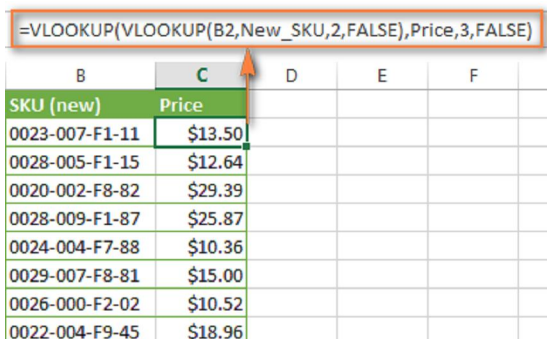 =VLOOKUP(VLOOKUP(B2,New_SKU,2,FALSE),Price,3,FALSE)
B C D E F
SKU (new) Price
0023-007-F1-11 $13.50
0028-005-F1-15 $12.64
0020-002-F8-82 $29.39
0028-009-F1-87 $25.87
0024-004-F7-88 $10.36
0029-007-F8-81 $15.00
0026-000-F2-02 $10.52
0022-004-F9-45 $18.96